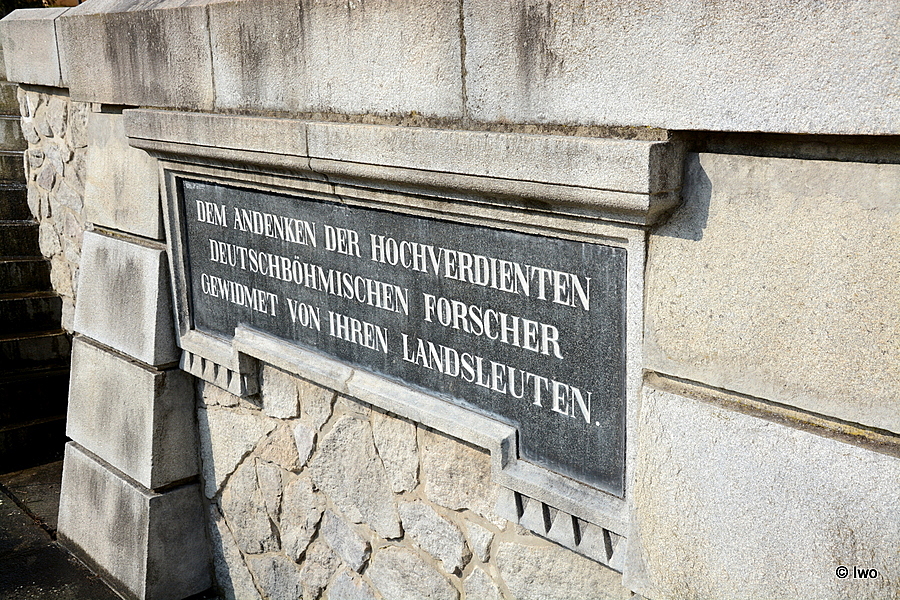 DEM ANDENKEN DER HOCHVERDIENTEN
DEUTSCHBÖHMISCHEN FORSCHER
GEWIDMET VON IHREN LANDSLEUTEN.
© Iwo